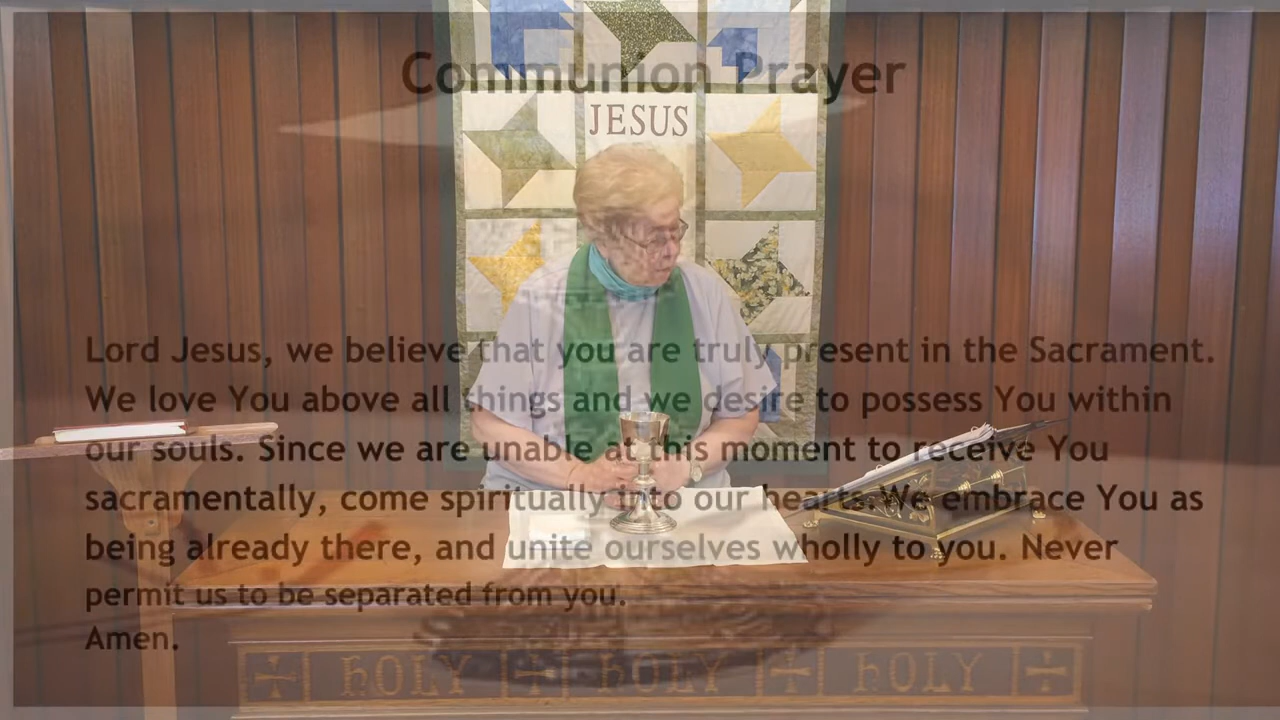 Communion Prayer
JESUS
Lord Jesus, we believe that you are truly present in the Sacrament.
We love You above all things and we desire to possess You within
our souls. Since we are unable at this moment to receive You
sacramentally, come spiritually into our hearts. We embrace You as
being already there, and unite ourselves wholly to you. Never
permit us to be separated from you.
Amen.
HOLY HOLY HOLY